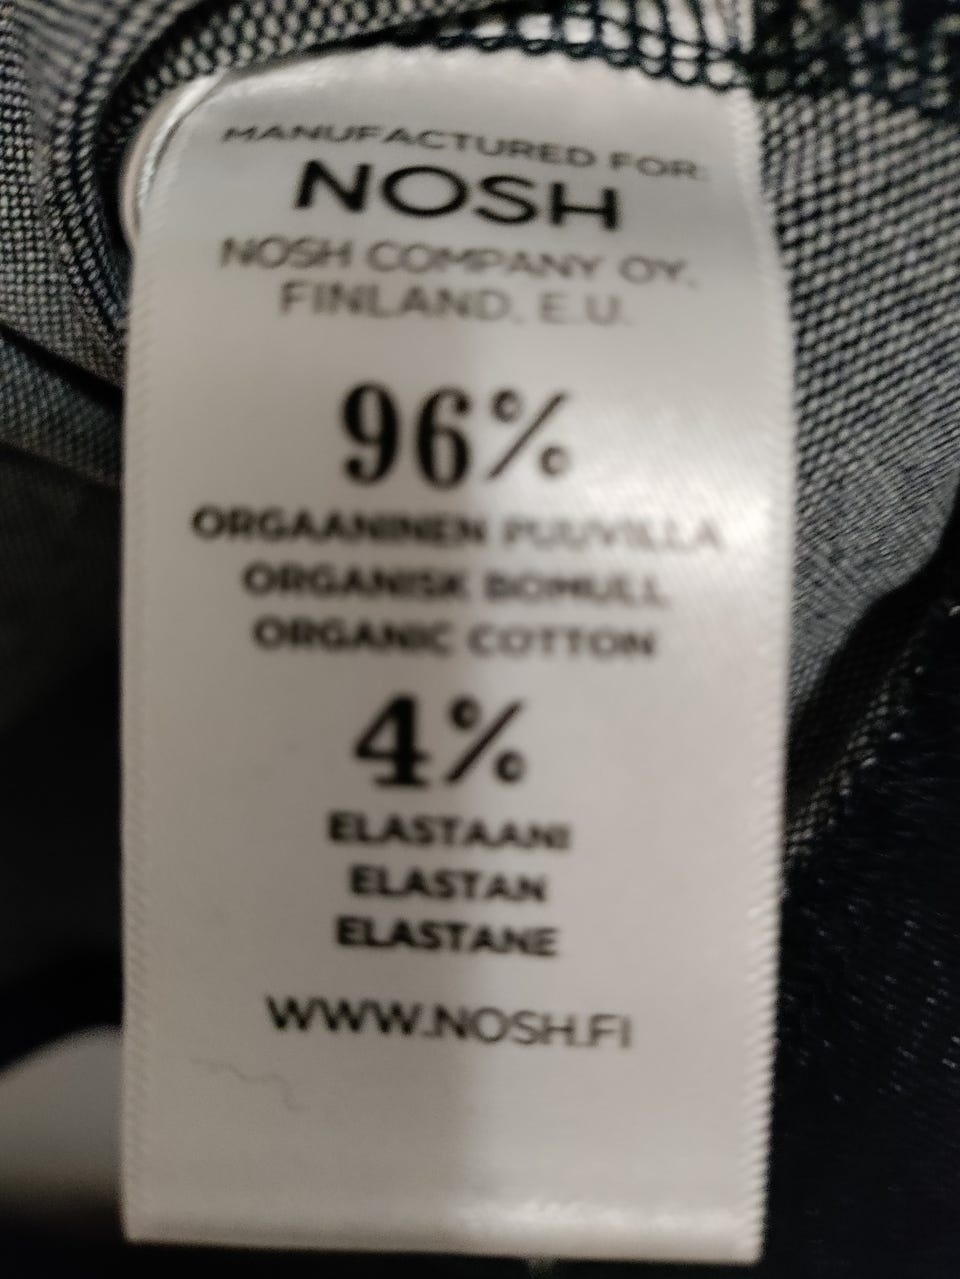 MANUFACTURED FOR:
NOSH
NOSH COMPANY OY,
FINLAND, E.U.
96%
ORGAANINEN PUUVILLA
ORGANISK BOMULL
ORGANIC COTTON
4%
ELASTAANI
ELASTAN
ELASTANE
WWW.NOSH.FI